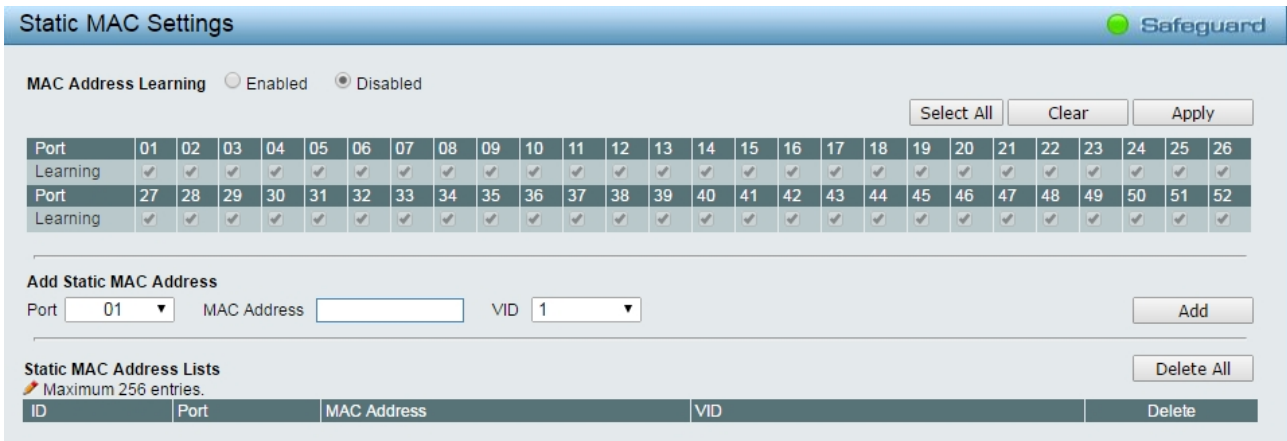 Static MAC Settings Safeguard
MAC Address Learning Enabled Disabled
Select All Clear Apply
Port 01 02 03 04 05 06 07 08 09 10 11 12 13 14 15 16 17 18 19 20 21 22 23 24 25 26
Learning
Port 27 28 29 30 31 32 33 34 35 36 37 38 39 40 41 42 43 44 45 46 47 48 49 50 51 52
Learning
Add Static MAC Address
Port 01 MAC Address VID 1 Add
Static MAC Address Lists Delete All
Maximum 256 entries.
ID Port MAC Address VID Delete